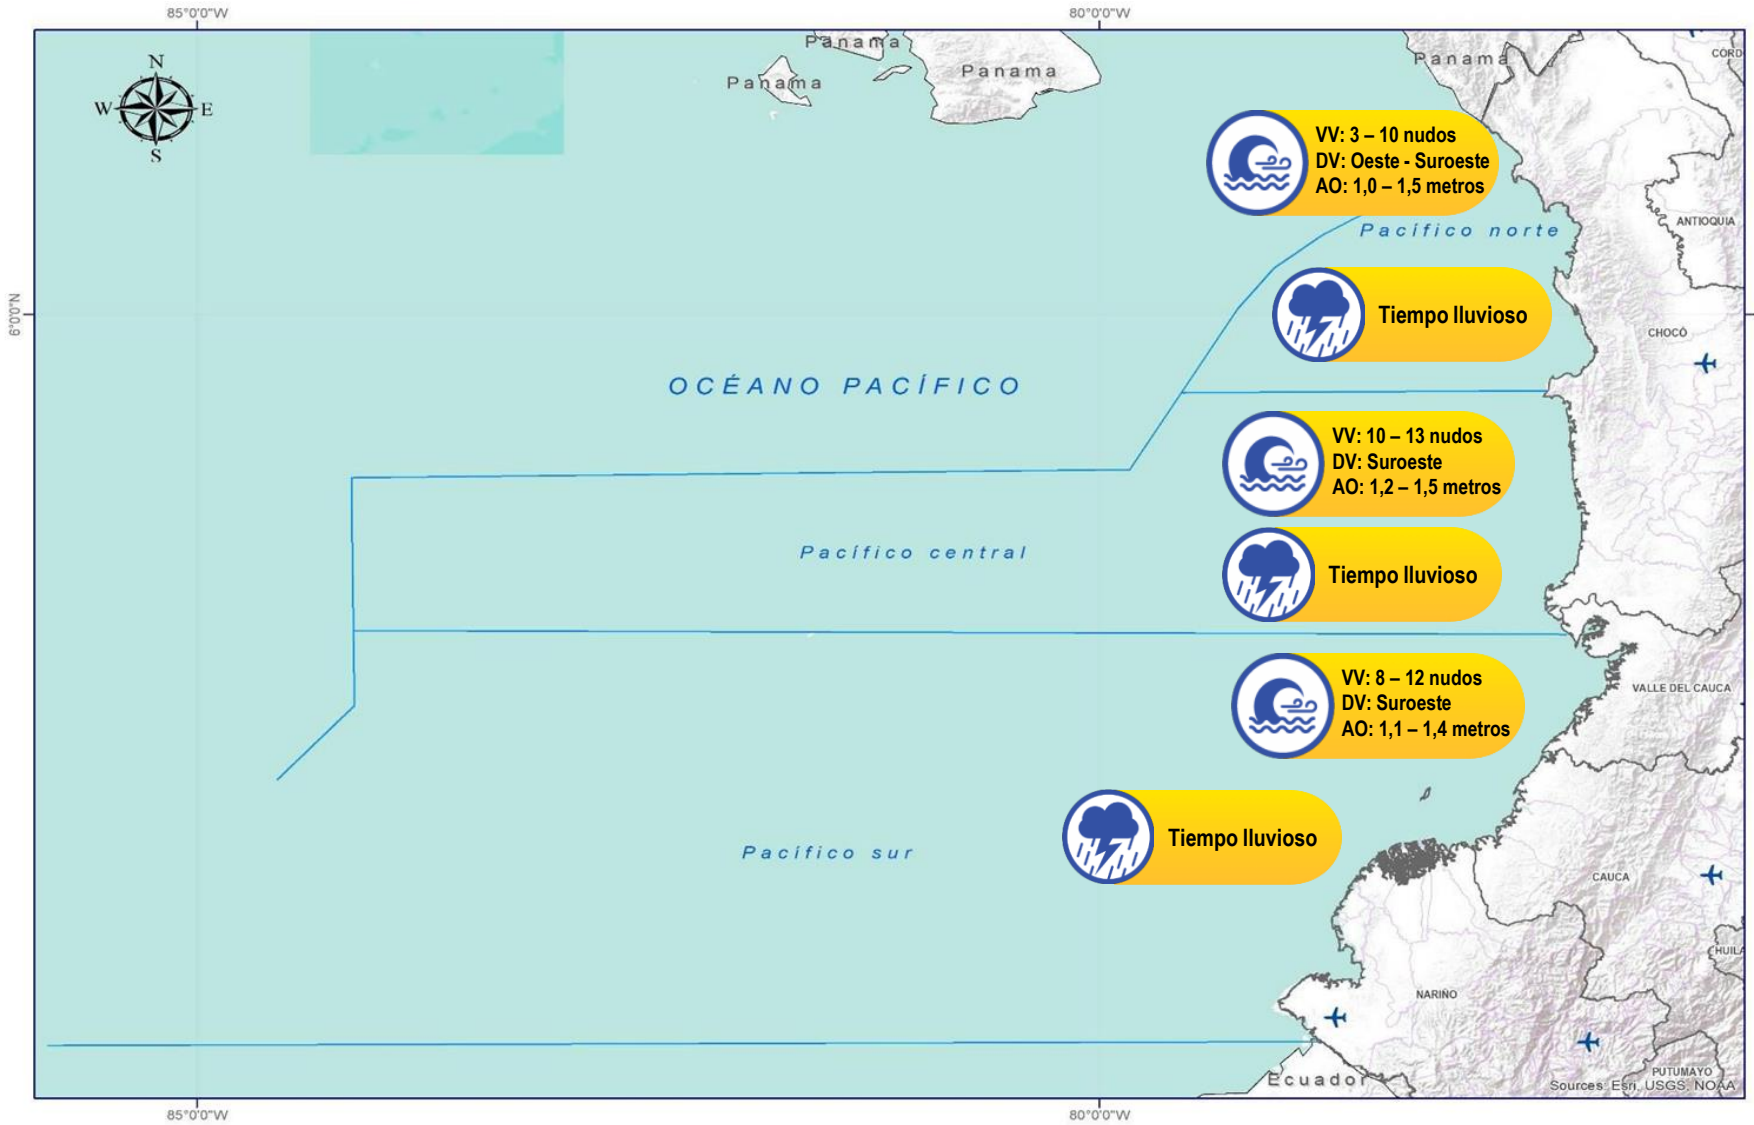 85°0'0"W
80°0'0"W
N
W
E
S
Panama
Panama
Panama
Panama
CÓRD
VV: 3 – 10 nudos
DV: Oeste - Suroeste
AO: 1,0 – 1,5 metros
ANTIOQUIA
Pacífico norte
6°0'0"N
Tiempo lluvioso
CHOCÓ
OCÉANO PACÍFICO
VV: 10 – 13 nudos
DV: Suroeste
AO: 1,2 – 1,5 metros
Pacífico central
Tiempo lluvioso
VV: 8 – 12 nudos
DV: Suroeste
AO: 1,1 – 1,4 metros
VALLE DEL CAUCA
Tiempo lluvioso
Pacífico sur
CAUCA
HUILA
NARIÑO
PUTUMAYO
Ecuador
Sources: Esri, USGS, NOAA
85°0'0"W
80°0'0"W